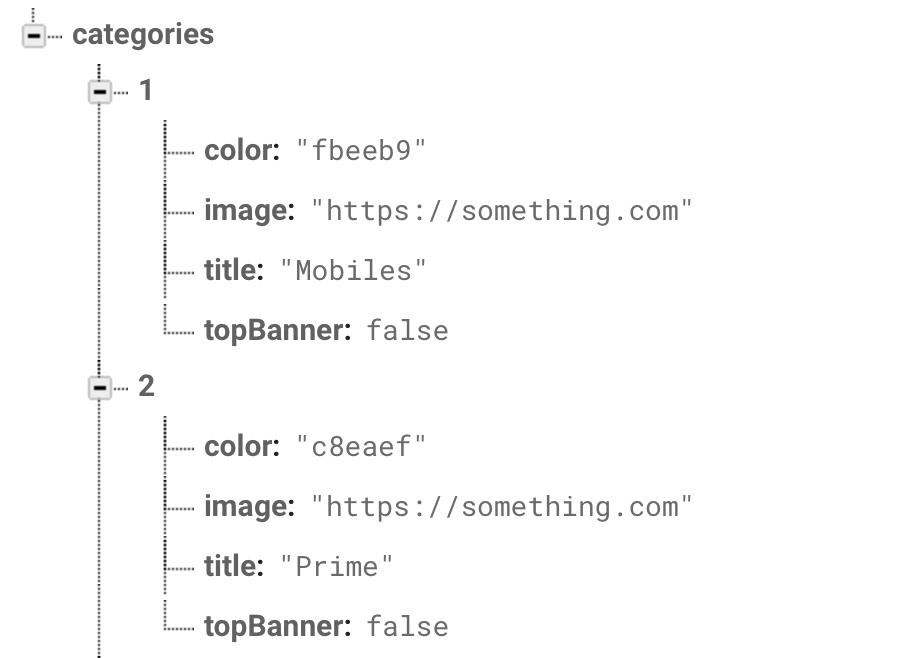 categories
1
color: "fbeeb9"
image: "https://something.com"
title: "Mobiles"
topBanner: false
2
color: "c8eaef"
image: "https://something.com"
title: "Prime"
topBanner: false